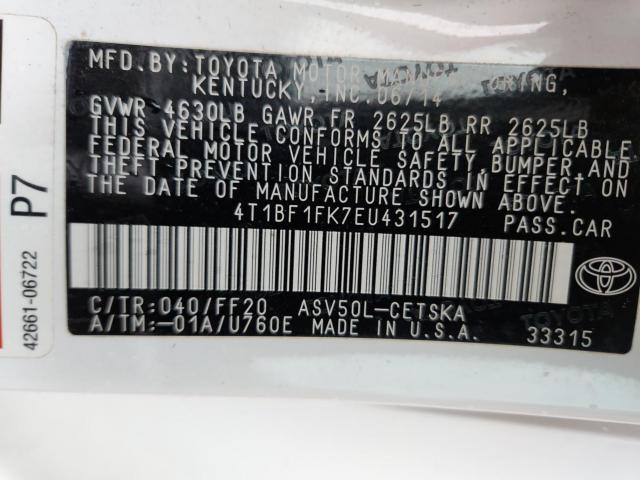 MFD. BY: TOYOTA MOTOR
KENTUCKY, INC. 06/14
GVWR 4630LB GAWR FR 2625LB RR 2625LB
THIS VEHICLE CONFORMS TO ALL APPLICABLE
FEDERAL MOTOR VEHICLE SAFETY, BUMPER, AND
THEFT PREVENTION STANDARDS IN EFFECT ON
THE DATE OF MANUFACTURE SHOWN ABOVE.
4T1BF1FK7EU431517 PASS.CAR
C/TR:040/FF20 ASV50L-CETSKA
A/TM:-01A/U760E MADE IN U.S.A. 33315
TOYOTA
P7
42661-06722